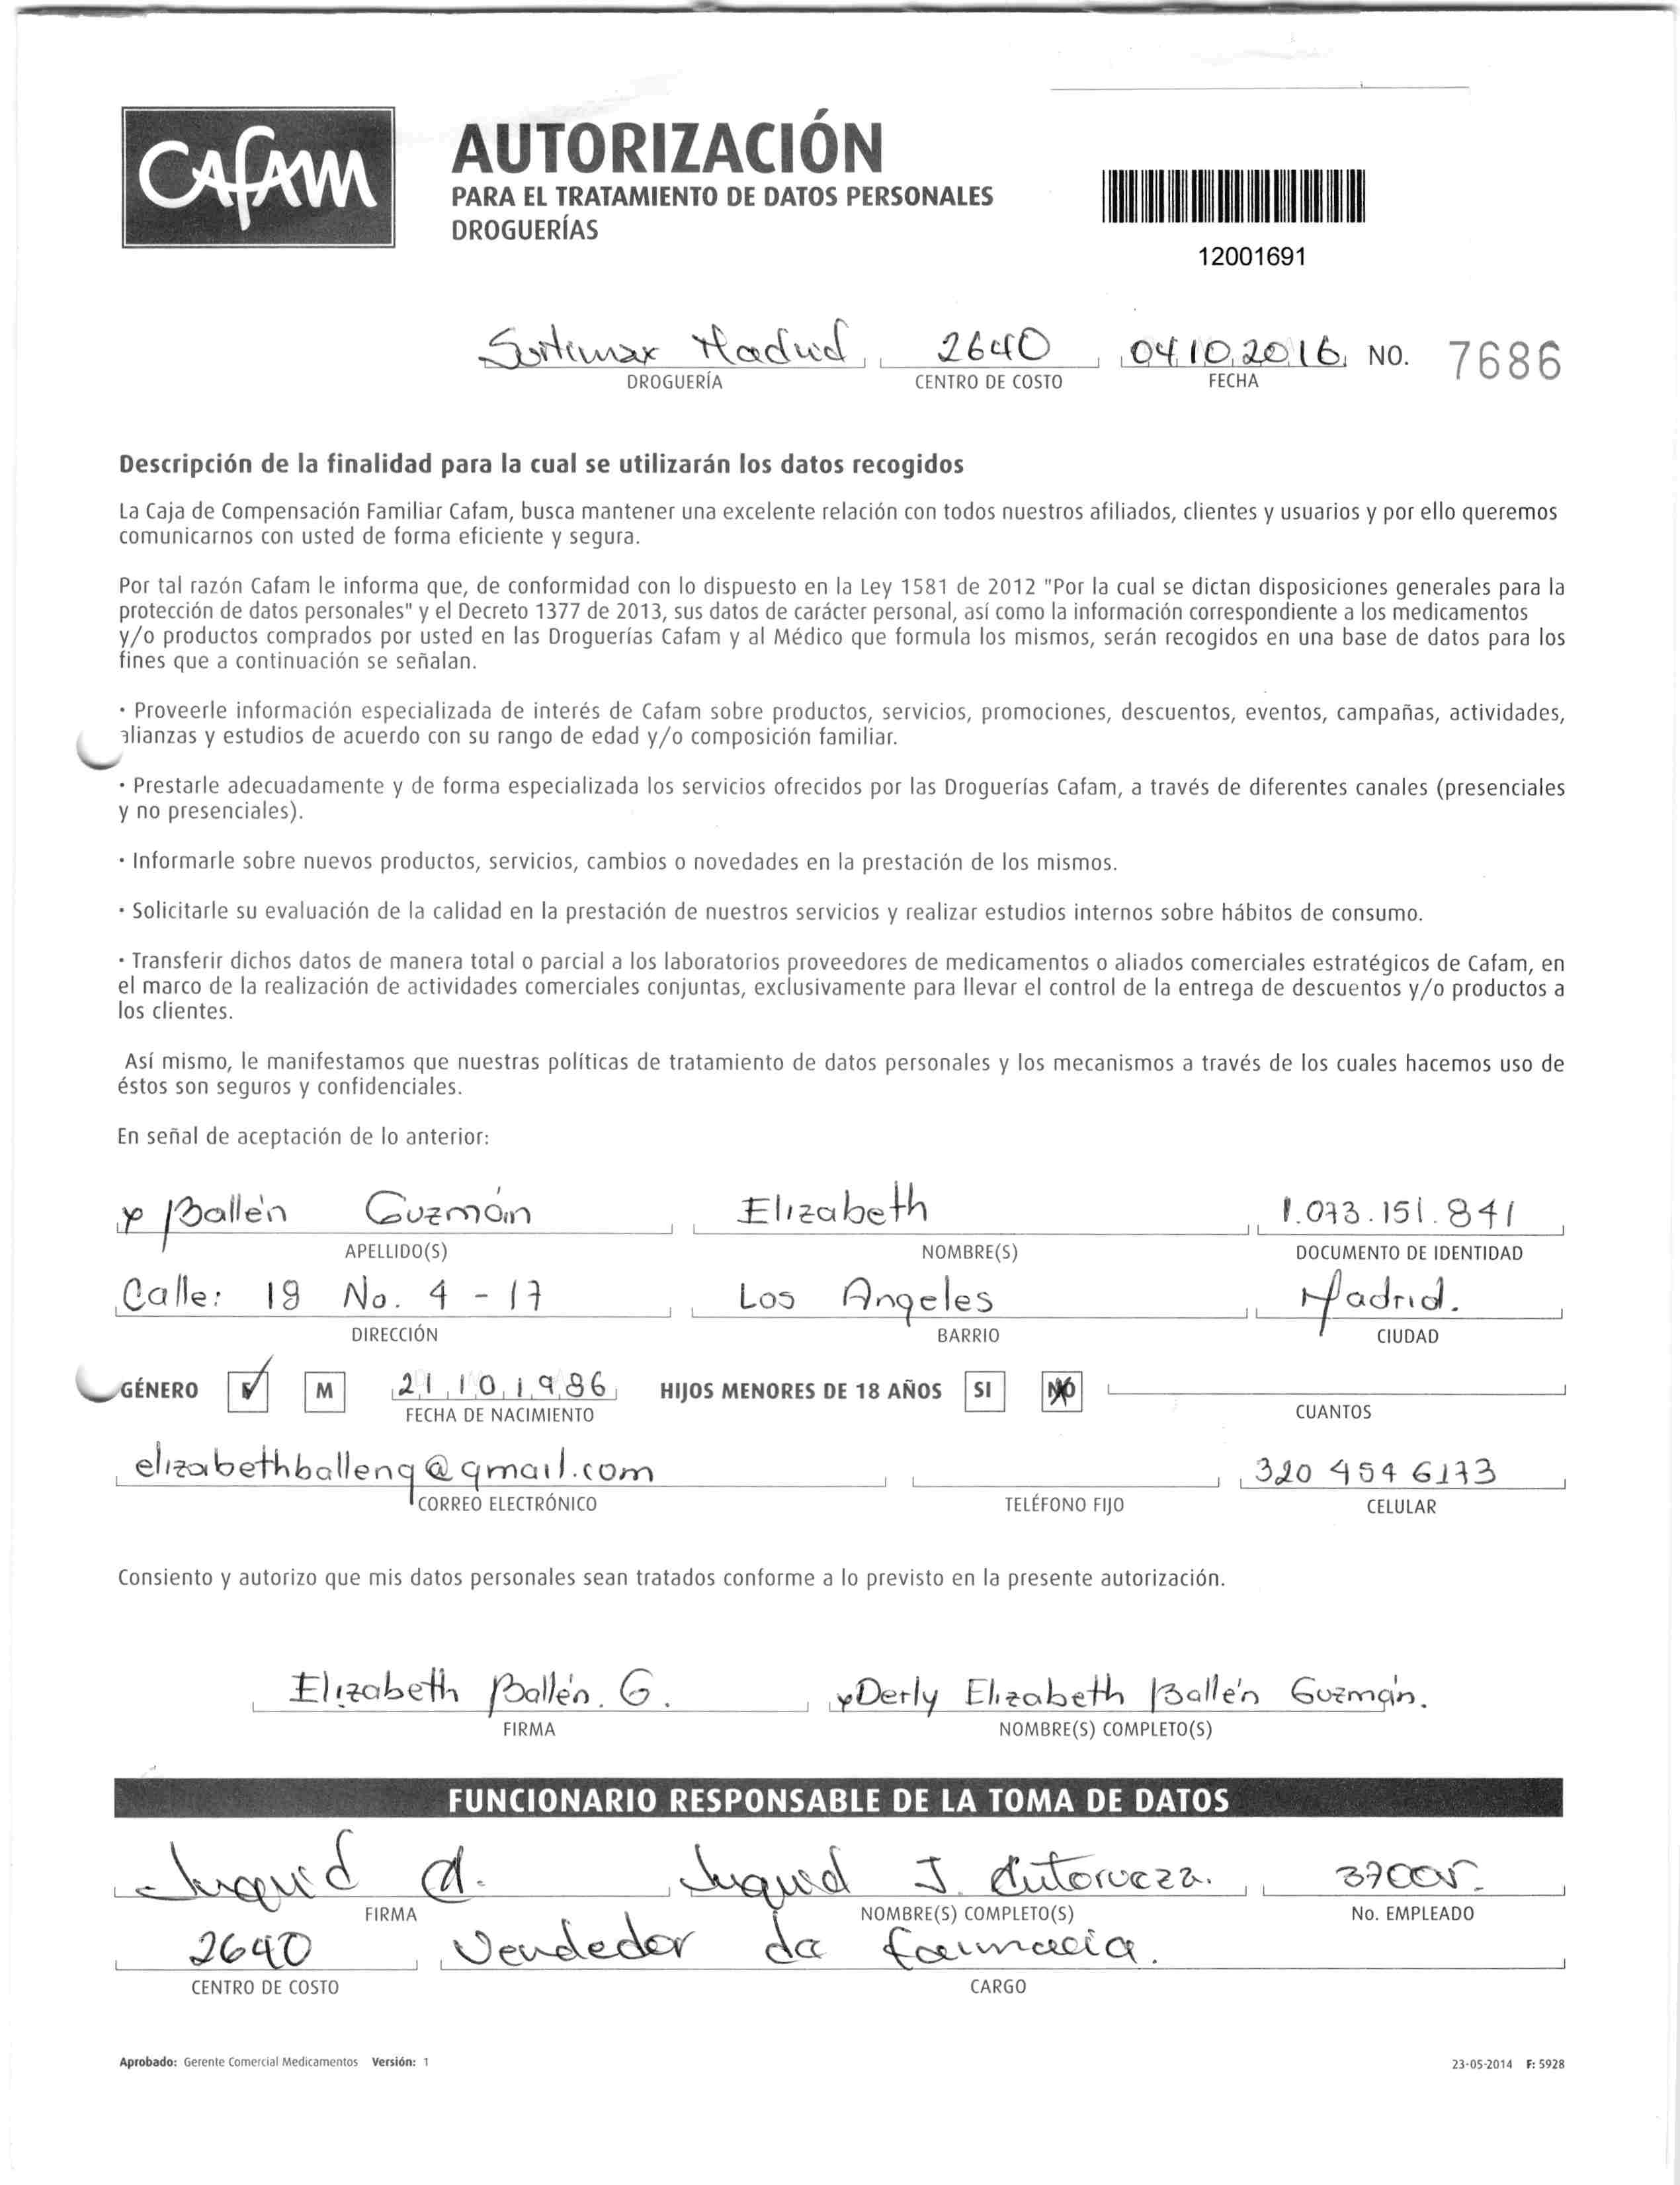 Cafam
AUTORIZACIÓN
PARA EL TRATAMIENTO DE DATOS PERSONALES
DROGUERÍAS
12001691
Surtimax Madrid 2640 04 10 2016 NO. 7686
DROGUERÍA CENTRO DE COSTO FECHA
Descripción de la finalidad para la cual se utilizarán los datos recogidos
La Caja de Compensación Familiar Cafam, busca mantener una excelente relación con todos nuestros afiliados, clientes y usuarios y por ello queremos
comunicarnos con usted de forma eficiente y segura.
Por tal razón Cafam le informa que, de conformidad con lo dispuesto en la Ley 1581 de 2012 "Por la cual se dictan disposiciones generales para la
protección de datos personales" y el Decreto 1377 de 2013, sus datos de carácter personal, así como la información correspondiente a los medicamentos
y/o productos comprados por usted en las Droguerías Cafam y al Médico que formula los mismos, serán recogidos en una base de datos para los
fines que a continuación se señalan.
· Proveerle información especializada de interés de Cafam sobre productos, servicios, promociones, descuentos, eventos, campañas, actividades,
alianzas y estudios de acuerdo con su rango de edad y/o composición familiar.
· Prestarle adecuadamente y de forma especializada los servicios ofrecidos por las Droguerías Cafam, a través de diferentes canales (presenciales
y no presenciales).
· Informarle sobre nuevos productos, servicios, cambios o novedades en la prestación de los mismos.
· Solicitarle su evaluación de la calidad en la prestación de nuestros servicios y realizar estudios internos sobre hábitos de consumo.
· Transferir dichos datos de manera total o parcial a los laboratorios proveedores de medicamentos o aliados comerciales estratégicos de Cafam, en
el marco de la realización de actividades comerciales conjuntas, exclusivamente para llevar el control de la entrega de descuentos y/o productos a
los clientes.
Así mismo, le manifestamos que nuestras políticas de tratamiento de datos personales y los mecanismos a través de los cuales hacemos uso de
éstos son seguros y confidenciales.
En señal de aceptación de lo anterior:
x Ballén Guzmán Elizabeth 1.073.151.841
APELLIDO(S) NOMBRE(S) DOCUMENTO DE IDENTIDAD
Calle: 19 No. 4 - 17 Los Angeles Madrid.
DIRECCIÓN BARRIO CIUDAD
GÉNERO F M 21 10 1986 HIJOS MENORES DE 18 AÑOS SI NO
FECHA DE NACIMIENTO CUANTOS
elizabethballeng@gmail.com 320 454 6173
CORREO ELECTRÓNICO TELÉFONO FIJO CELULAR
Consiento y autorizo que mis datos personales sean tratados conforme a lo previsto en la presente autorización.
Elizabeth Ballén. G. x Derly Elizabeth Ballén Guzmán.
FIRMA NOMBRE(S) COMPLETO(S)
FUNCIONARIO RESPONSABLE DE LA TOMA DE DATOS
J. 37005
FIRMA NOMBRE(S) COMPLETO(S) No. EMPLEADO
2640 Vendedor da farmacia.
CENTRO DE COSTO CARGO
Aprobado: Gerente Comercial Medicamentos Versión: 1 23-05-2014 F: 5928